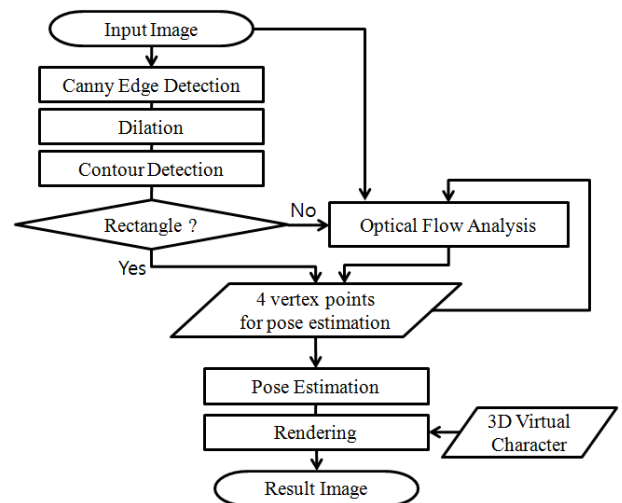 Input Image
Canny Edge Detection
Dilation
Contour Detection
Rectangle ?
No
Optical Flow Analysis
Yes
4 vertex points
for pose estimation
Pose Estimation
Rendering
3D Virtual
Character
Result Image